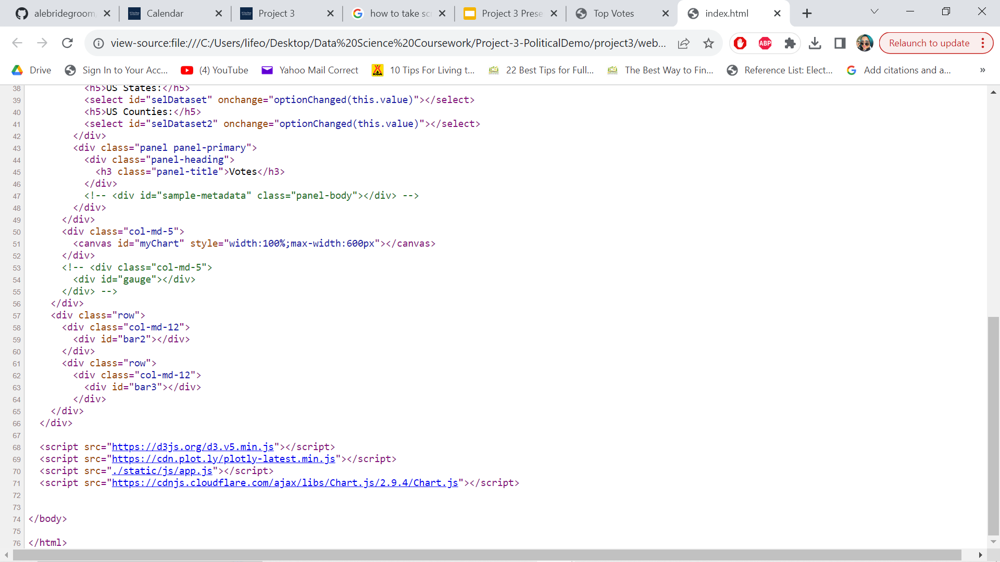 alebridegroom,
Calendar
Project 3
how to take scr
Project 3 Prese
Top Votes
index.html
view-source:file:///C:/Users/lifeo/Desktop/Data%20Science%20Coursework/Project-3-PoliticalDemo/project3/web...
ABP
Relaunch to update
Drive
Sign In to Your Acc...
(4) YouTube
Yahoo Mail Correct
KOA
10 Tips For Living t...
22 Best Tips for Full...
The Best Way to Fin...
Reference List: Elect...
Add citations and a...
»
38 <h5>US States:</h5>
39 <select id="selDataset" onchange="optionChanged(this.value)"></select>
40 <h5>US Counties:</h5>
41 <select id="selDataset2" onchange="optionChanged(this.value)"></select>
42 </div>
43 <div class="panel panel-primary">
44 <div class="panel-heading">
45 <h3 class="panel-title">Votes</h3>
46 </div>
47 <!-- <div id="sample-metadata" class="panel-body"></div> -->
48 </div>
49 </div>
50 <div class="col-md-5">
51 <canvas id="myChart" style="width:100%;max-width:600px"></canvas>
52 </div>
53 <!-- <div class="col-md-5">
54 <div id="gauge"></div>
55 </div> -->
56 </div>
57 <div class="row">
58 <div class="col-md-12">
59 <div id="bar2"></div>
60 </div>
61 <div class="row">
62 <div class="col-md-12">
63 <div id="bar3"></div>
64 </div>
65 </div>
66 </div>
67
68 <script src="https://d3js.org/d3.v5.min.js"></script>
69 <script src="https://cdn.plot.ly/plotly-latest.min.js"></script>
70 <script src="./static/js/app.js"></script>
71 <script src="https://cdnjs.cloudflare.com/ajax/libs/Chart.js/2.9.4/Chart.js"></script>
72
73
74 </body>
75
76 </html>